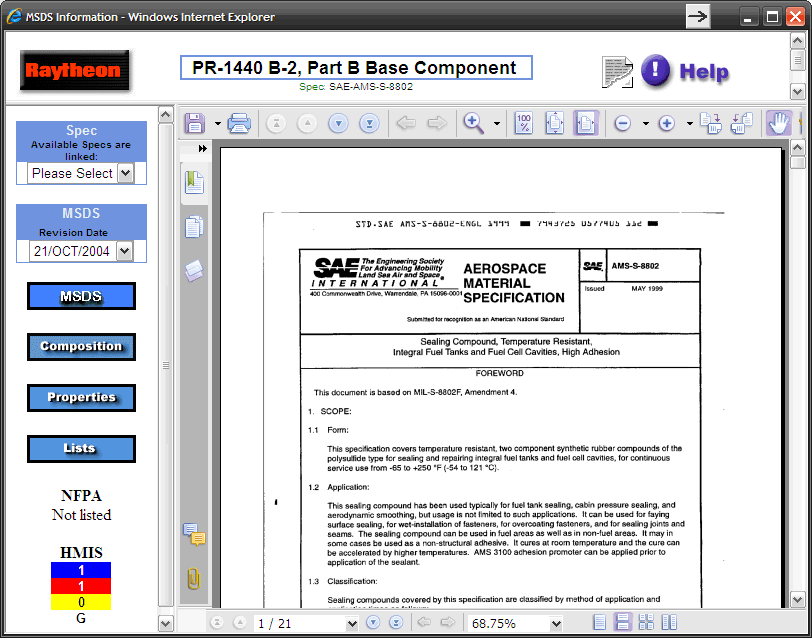 MSDS Information - Windows Internet Explorer
Raytheon
PR-1440 B-2, Part B Base Component
Spec: SAE-AMS-S-8802
Help
Spec
Available Specs are
linked:
Please Select
MSDS
Revision Date
21/OCT/2004
MSDS
Composition
Properties
Lists
NFPA
Not listed
HMIS
1
1
0
G
100
%
STD.SAE AMS-S-8802-ENGL 1999 7943725 0577405 112
SAE The Engineering Society
For Advancing Mobility
Land Sea Air and Space®
INTERNATIONAL
400 Commonwealth Drive, Warrendale, PA 15096-0001
AEROSPACE
MATERIAL
SPECIFICATION
Submitted for recognition as an American National Standard
SAE AMS-S-8802
Issued MAY 1999
Sealing Compound, Temperature Resistant,
Integral Fuel Tanks and Fuel Cell Cavities, High Adhesion
FOREWORD
This document is based on MIL-S-8802F, Amendment 4.
1. SCOPE:
1.1 Form:
This specification covers temperature resistant, two component synthetic rubber compounds of the
polysulfide type for sealing and repairing integral fuel tanks and fuel cell cavities, for continuous
service use from -65 to +250 °F (-54 to 121 °C).
1.2 Application:
This sealing compound has been used typically for fuel tank sealing, cabin pressure sealing, and
aerodynamic smoothing, but usage is not limited to such applications. It can be used for faying
surface sealing, for wet-installation of fasteners, for overcoating fasteners, and for sealing joints and
seams. The sealing compound can be used in fuel areas as well as in non-fuel areas. It may in
some cases be used as a non-structural adhesive. It cures at room temperature and the cure can
be accelerated by higher temperatures. AMS 3100 adhesion promoter can be applied prior to
application of the sealant.
1.3 Classification:
Sealing compounds covered by this specification are classified by method of application and
1 / 21
68.75%